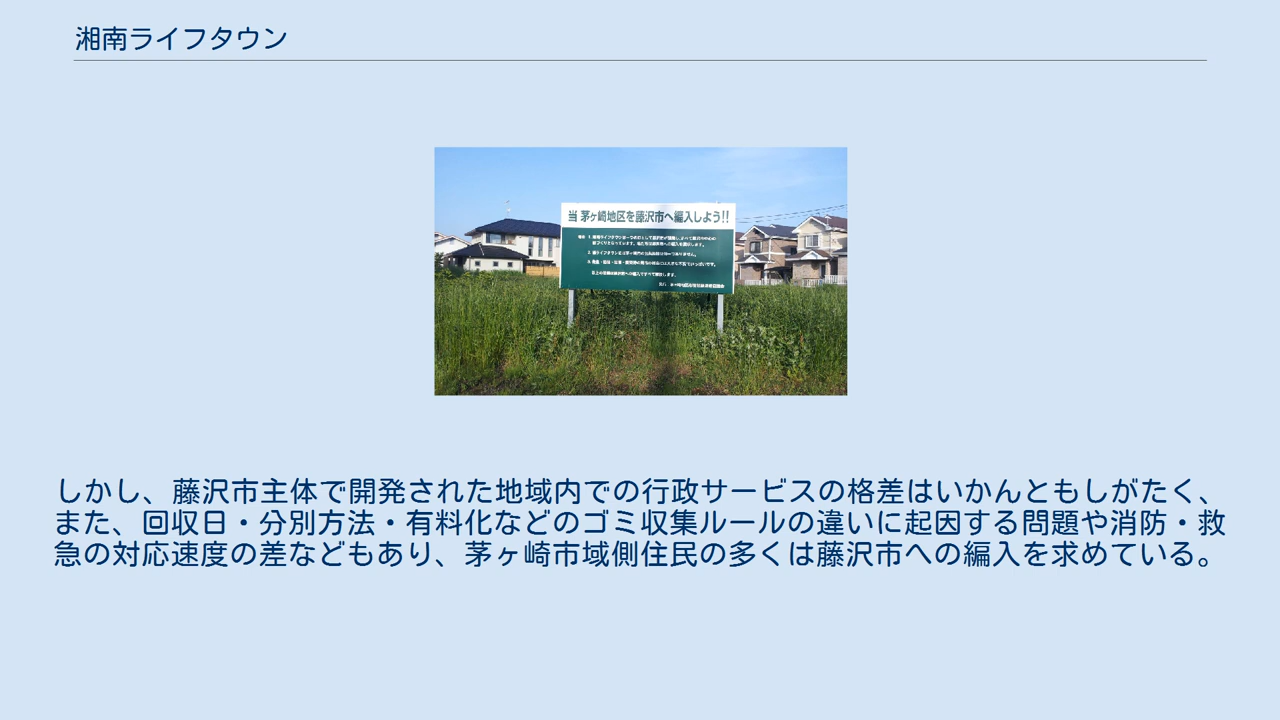 湘南ライフタウン
当 茅ヶ崎地区を藤沢市へ編入しよう!!
しかし、藤沢市主体で開発された地域内での行政サービスの格差はいかんともしがたく、
また、回収日・分別方法・有料化などのゴミ収集ルールの違いに起因する問題や消防・救
急の対応速度の差などもあり、茅ヶ崎市域側住民の多くは藤沢市への編入を求めている。